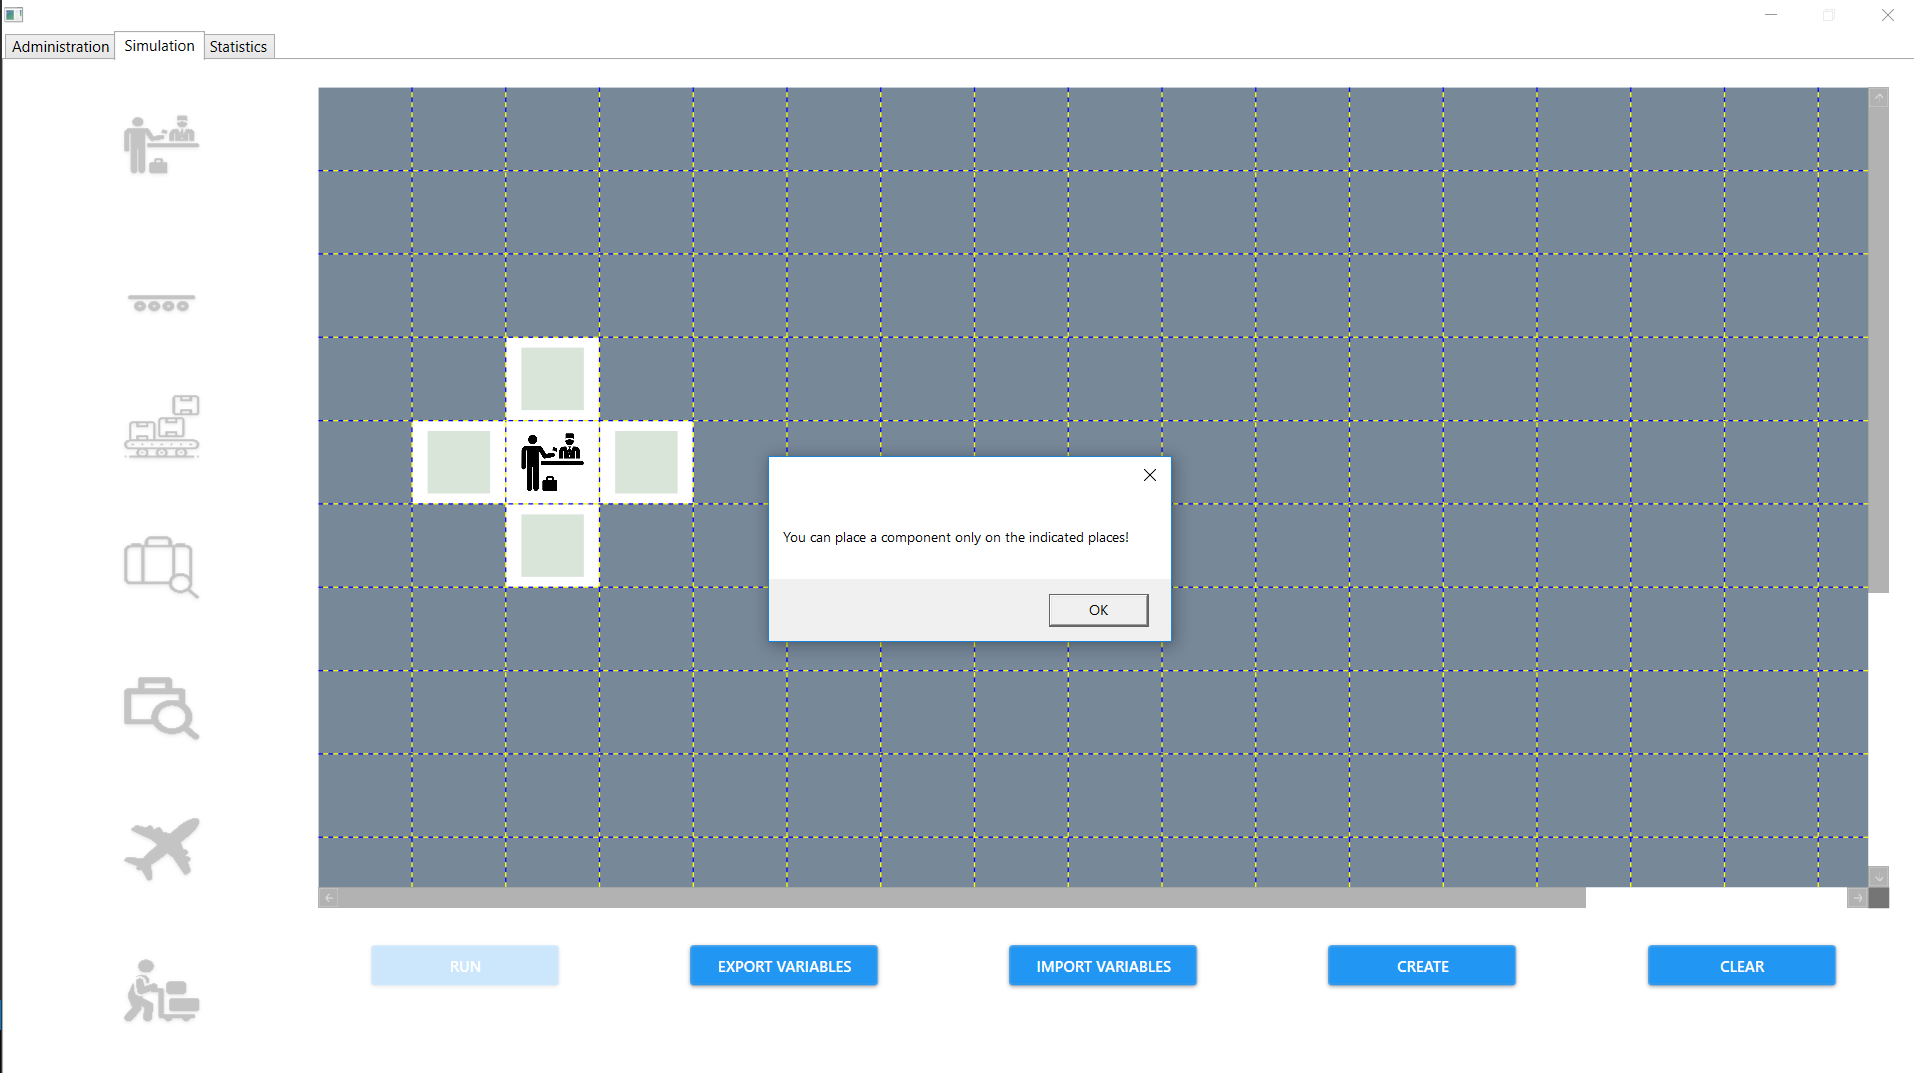 Administration
Simulation
Statistics
You can place a component only on the indicated places!
OK
RUN
EXPORT VARIABLES
IMPORT VARIABLES
CREATE
CLEAR